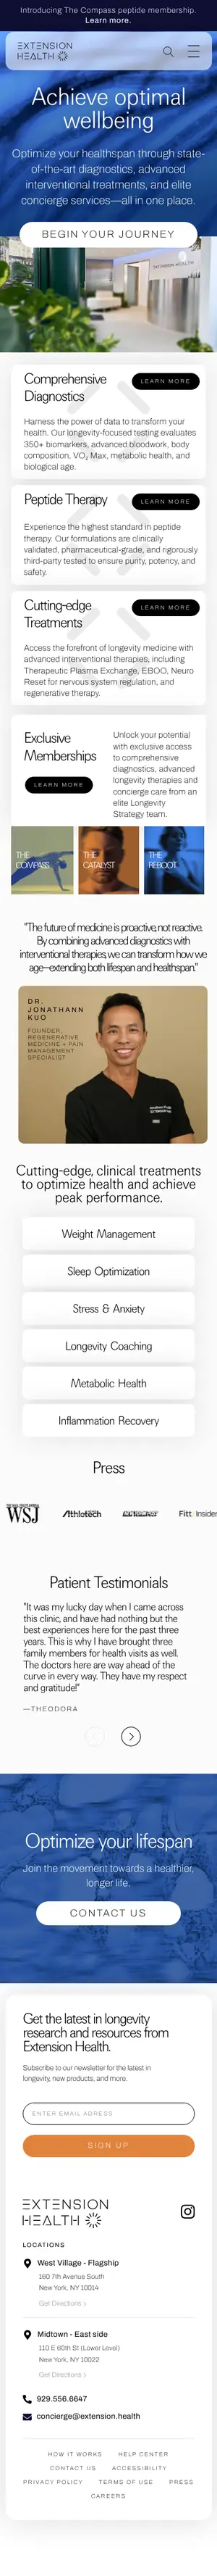 Introducing The Compass peptide membership.
Learn more.
EXTENSION
HEALTH
Achieve optimal
wellbeing
Optimize your healthspan through state-
of-the-art diagnostics, advanced
interventional treatments, and elite
concierge services—all in one place.
BEGIN YOUR JOURNEY
Comprehensive
Diagnostics
LEARN MORE
Harness the power of data to transform your
health. Our longevity-focused testing evaluates
350+ biomarkers, advanced bloodwork, body
composition, VO₂ Max, metabolic health, and
biological age.
Peptide Therapy
LEARN MORE
Experience the highest standard in peptide
therapy. Our formulations are clinically
validated, pharmaceutical-grade, and rigorously
third-party tested to ensure purity, potency, and
safety.
Cutting-edge
Treatments
LEARN MORE
Access the forefront of longevity medicine with
advanced interventional therapies, including
Therapeutic Plasma Exchange, EBOO, Neuro
Reset for nervous system regulation, and
regenerative therapy.
Exclusive
Memberships
LEARN MORE
Unlock your potential
with exclusive access
to comprehensive
diagnostics, advanced
longevity therapies and
concierge care from an
elite Longevity
Strategy team.
THE
COMPASS
THE
CATALYST
THE
REBOOT
"The future of medicine is proactive, not reactive.
By combining advanced diagnostics with
interventional therapies, we can transform how we
age—extending both lifespan and healthspan."
DR.
JONATHANN
KUO
FOUNDER,
REGENERATIVE
MEDICINE + PAIN
MANAGEMENT
SPECIALIST
Cutting-edge, clinical treatments
to optimize health and achieve
peak performance.
Weight Management
Sleep Optimization
Stress & Anxiety
Longevity Coaching
Metabolic Health
Inflammation Recovery
Press
WSJ
Athletech
Fitt Insider
Patient Testimonials
"It was my lucky day when I came across
this clinic, and have had nothing but the
best experiences here for the past three
years. This is why I have brought three
family members for health visits as well.
The doctors here are way ahead of the
curve in every way. They have my respect
and gratitude!"
—THEODORA
Optimize your lifespan
Join the movement towards a healthier,
longer life.
CONTACT US
Get the latest in longevity
research and resources from
Extension Health.
Subscribe to our newsletter for the latest in
longevity, new products, and more.
ENTER EMAIL ADRESS
SIGN UP
EXTENSION
HEALTH
LOCATIONS
West Village - Flagship
160 7th Avenue South
New York, NY 10014
Get Directions >
Midtown - East side
110 E 60th St (Lower Level)
New York, NY 10022
Get Directions >
929.556.6647
concierge@extension.health
HOW IT WORKS HELP CENTER
CONTACT US ACCESSIBILITY
PRIVACY POLICY TERMS OF USE PRESS
CAREERS